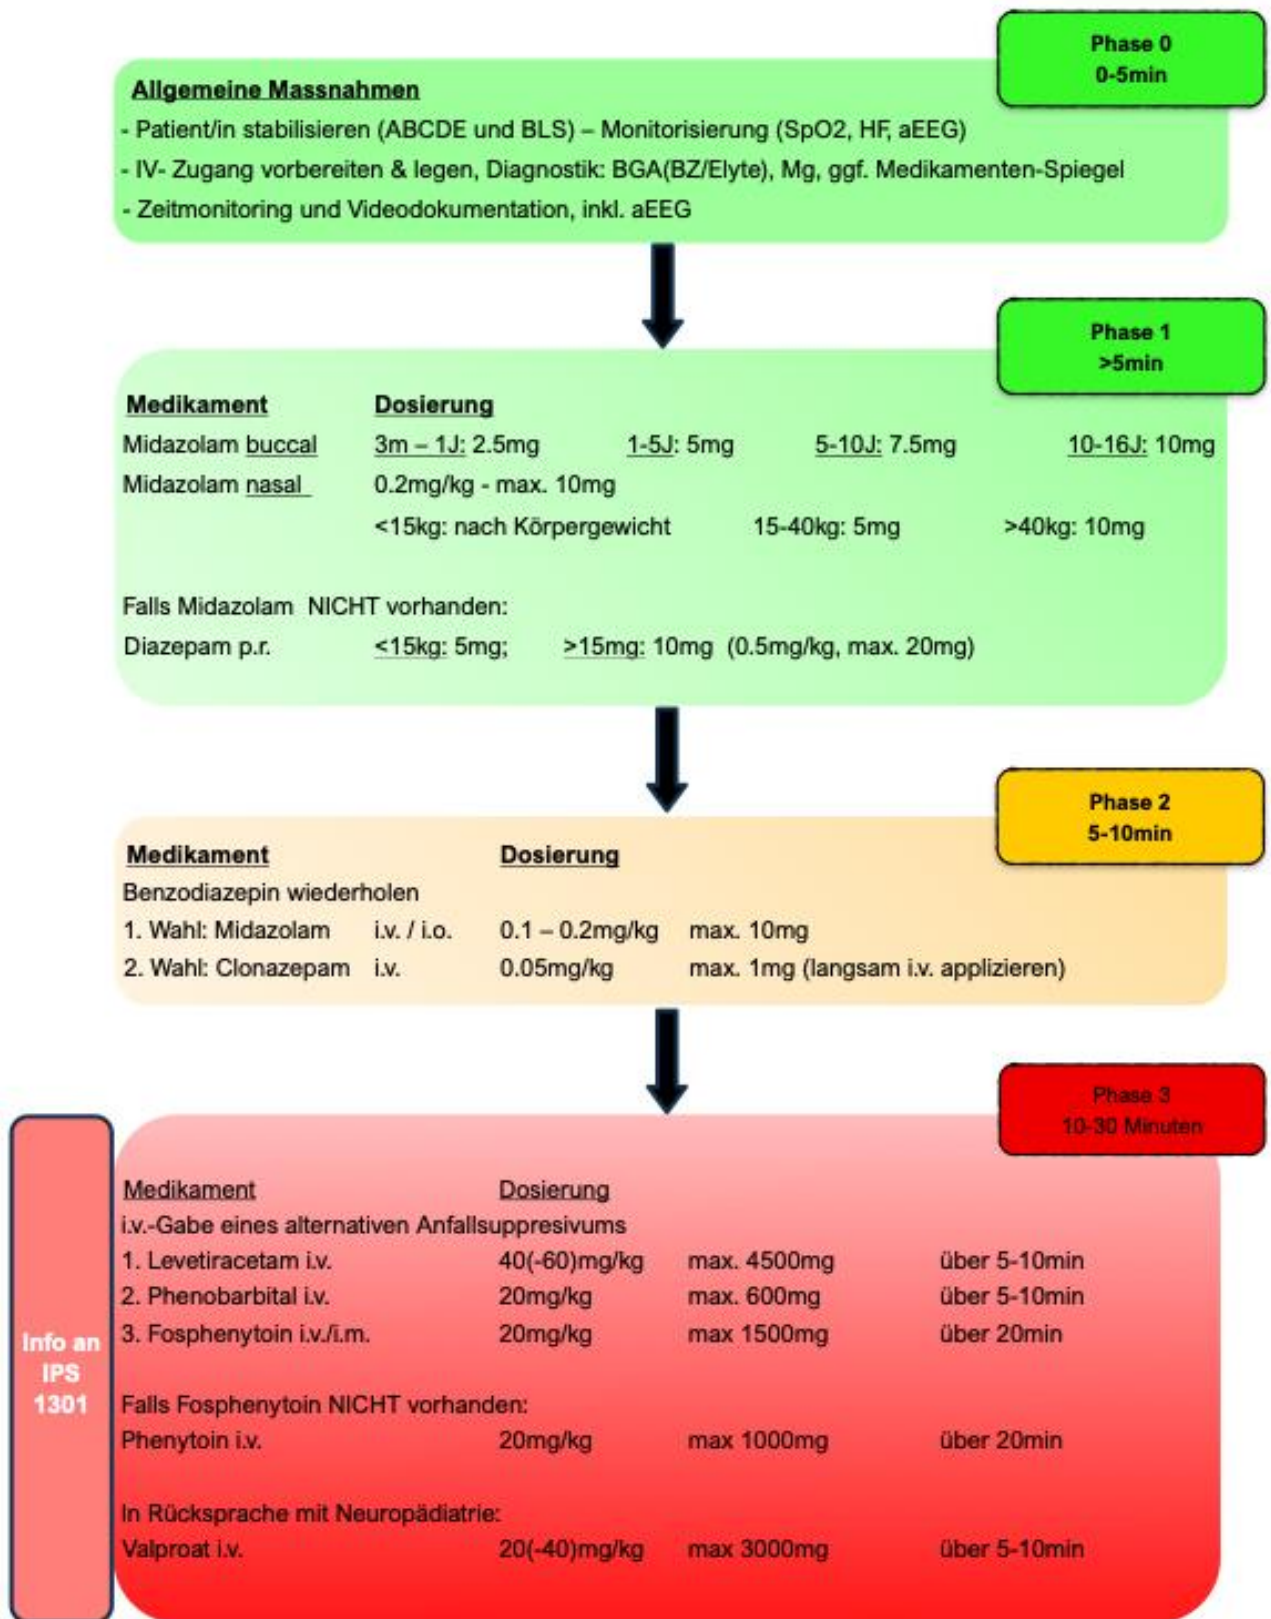 Phase 0
0-5min
Allgemeine Massnahmen
- Patient/in stabilisieren (ABCDE und BLS) – Monitorisierung (SpO2, HF, aEEG)
- IV- Zugang vorbereiten & legen, Diagnostik: BGA(BZ/Elyte), Mg, ggf. Medikamenten-Spiegel
- Zeitmonitoring und Videodokumentation, inkl. aEEG
Phase 1
>5min
Medikament Dosierung
Midazolam buccal 3m – 1J: 2.5mg 1-5J: 5mg 5-10J: 7.5mg 10-16J: 10mg
Midazolam nasal 0.2mg/kg - max. 10mg
<15kg: nach Körpergewicht 15-40kg: 5mg >40kg: 10mg
Falls Midazolam NICHT vorhanden:
Diazepam p.r. <15kg: 5mg; >15mg: 10mg (0.5mg/kg, max. 20mg)
Phase 2
5-10min
Medikament Dosierung
Benzodiazepin wiederholen
1. Wahl: Midazolam i.v. / i.o. 0.1 – 0.2mg/kg max. 10mg
2. Wahl: Clonazepam i.v. 0.05mg/kg max. 1mg (langsam i.v. applizieren)
Phase 3
10-30 Minuten
Medikament Dosierung
i.v.-Gabe eines alternativen Anfallsuppresivums
1. Levetiracetam i.v. 40(-60)mg/kg max. 4500mg über 5-10min
2. Phenobarbital i.v. 20mg/kg max. 600mg über 5-10min
3. Fosphenytoin i.v./i.m. 20mg/kg max 1500mg über 20min
Falls Fosphenytoin NICHT vorhanden:
Phenytoin i.v. 20mg/kg max 1000mg über 20min
In Rücksprache mit Neuropädiatrie:
Valproat i.v. 20(-40)mg/kg max 3000mg über 5-10min
Info an
IPS
1301